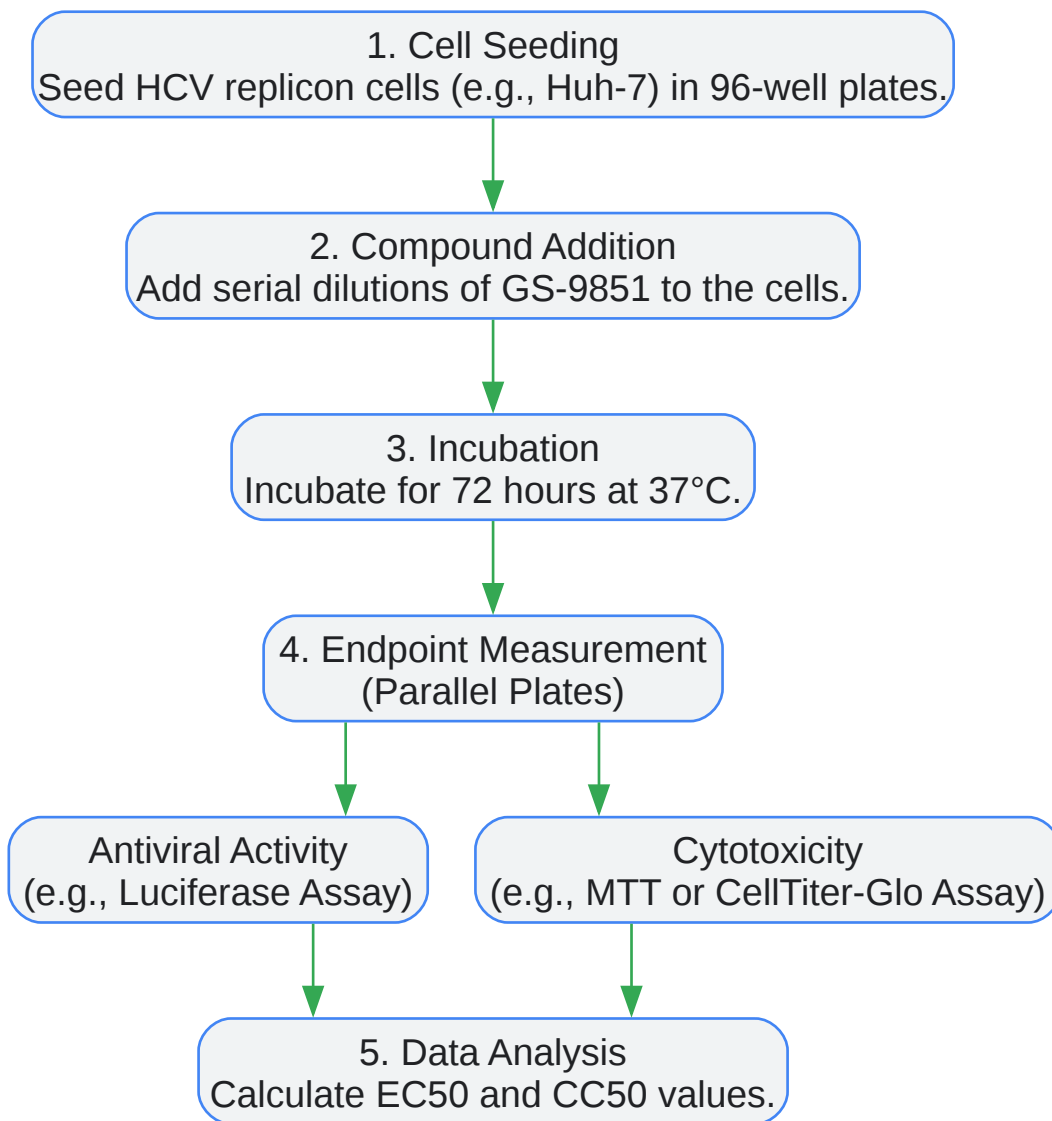 1. Cell Seeding
Seed HCV replicon cells (e.g., Huh-7) in 96-well plates.
2. Compound Addition
Add serial dilutions of GS-9851 to the cells.
3. Incubation
Incubate for 72 hours at 37°C.
4. Endpoint Measurement
(Parallel Plates)
Antiviral Activity
(e.g., Luciferase Assay)
Cytotoxicity
(e.g., MTT or CellTiter-Glo Assay)
5. Data Analysis
Calculate EC50 and CC50 values.